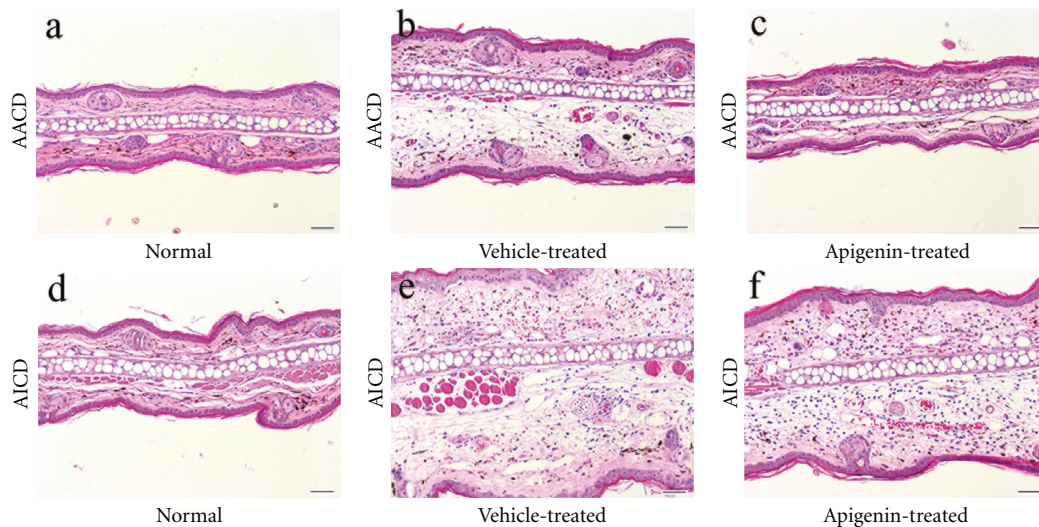 a
b
c
AACD
AACD
AACD
Normal
Vehicle-treated
Apigenin-treated
d
e
f
AICD
AICD
AICD
Normal
Vehicle-treated
Apigenin-treated